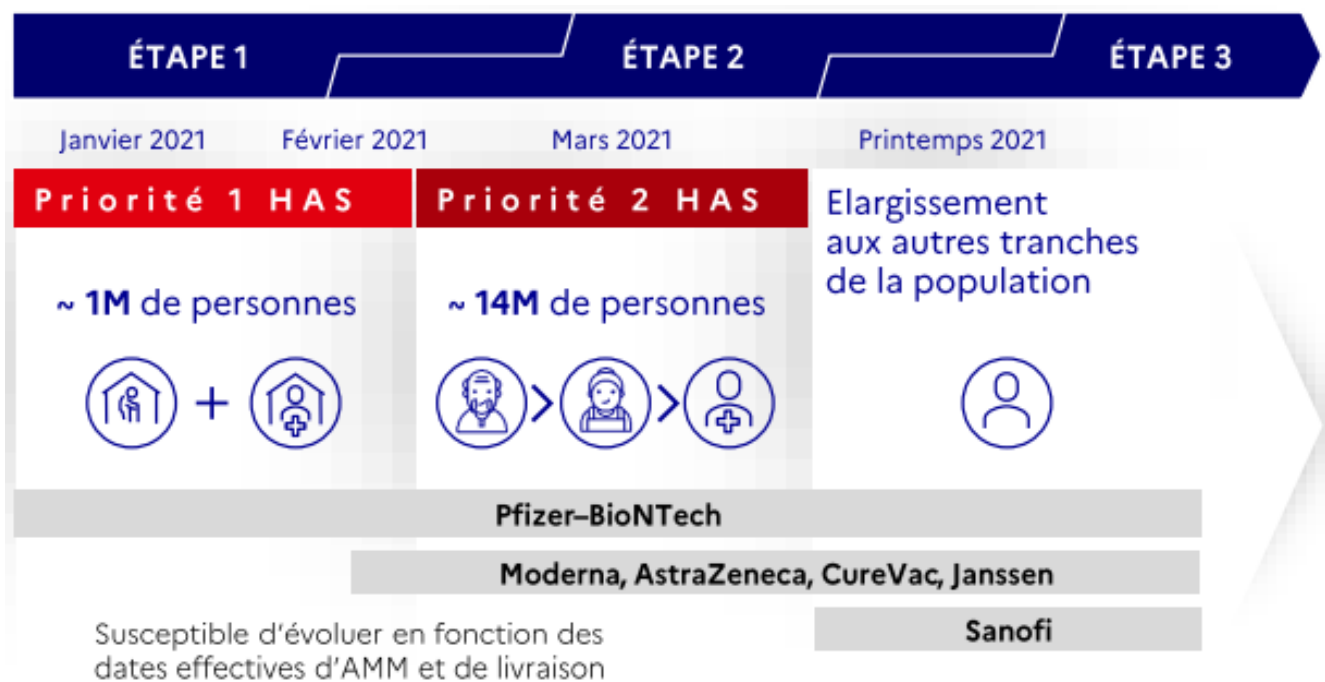 ÉTAPE 1
ÉTAPE 2
ÉTAPE 3
Janvier 2021
Février 2021
Mars 2021
Printemps 2021
Priorité 1 HAS
Priorité 2 HAS
Elargissement
aux autres tranches
de la population
~ 1M de personnes
~ 14M de personnes
+
>
>
Pfizer–BioNTech
Moderna, AstraZeneca, CureVac, Janssen
Sanofi
Susceptible d’évoluer en fonction des
dates effectives d’AMM et de livraison